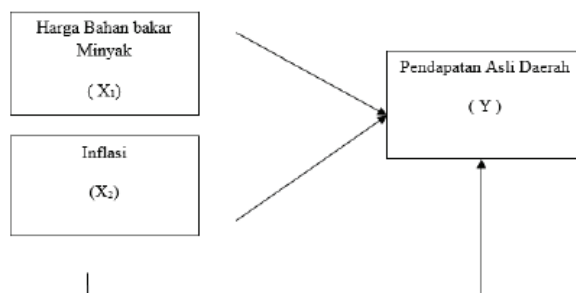 Harga Bahan bakar
Minyak
( X₁)
Inflasi
(X₂)
Pendapatan Asli Daerah
( Y )